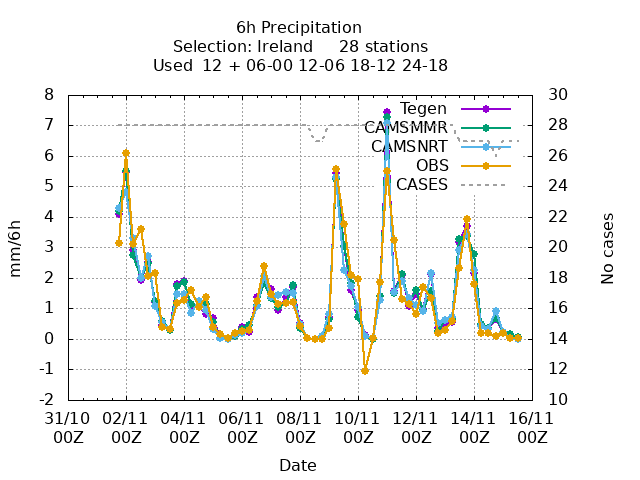 6h Precipitation
Selection: Ireland 28 stations
Used 12 + 06-00 12-06 18-12 24-18
8 30
7 28
6 26
5 24
4 22
3 20
2 18
1 16
0 14
-1 12
-2 10
Tegen
CAMSMMR
CAMSNRT
OBS
CASES
mm/6h
No cases
31/10 02/11 04/11 06/11 08/11 10/11 12/11 14/11 16/11
00Z 00Z 00Z 00Z 00Z 00Z 00Z 00Z 00Z
Date